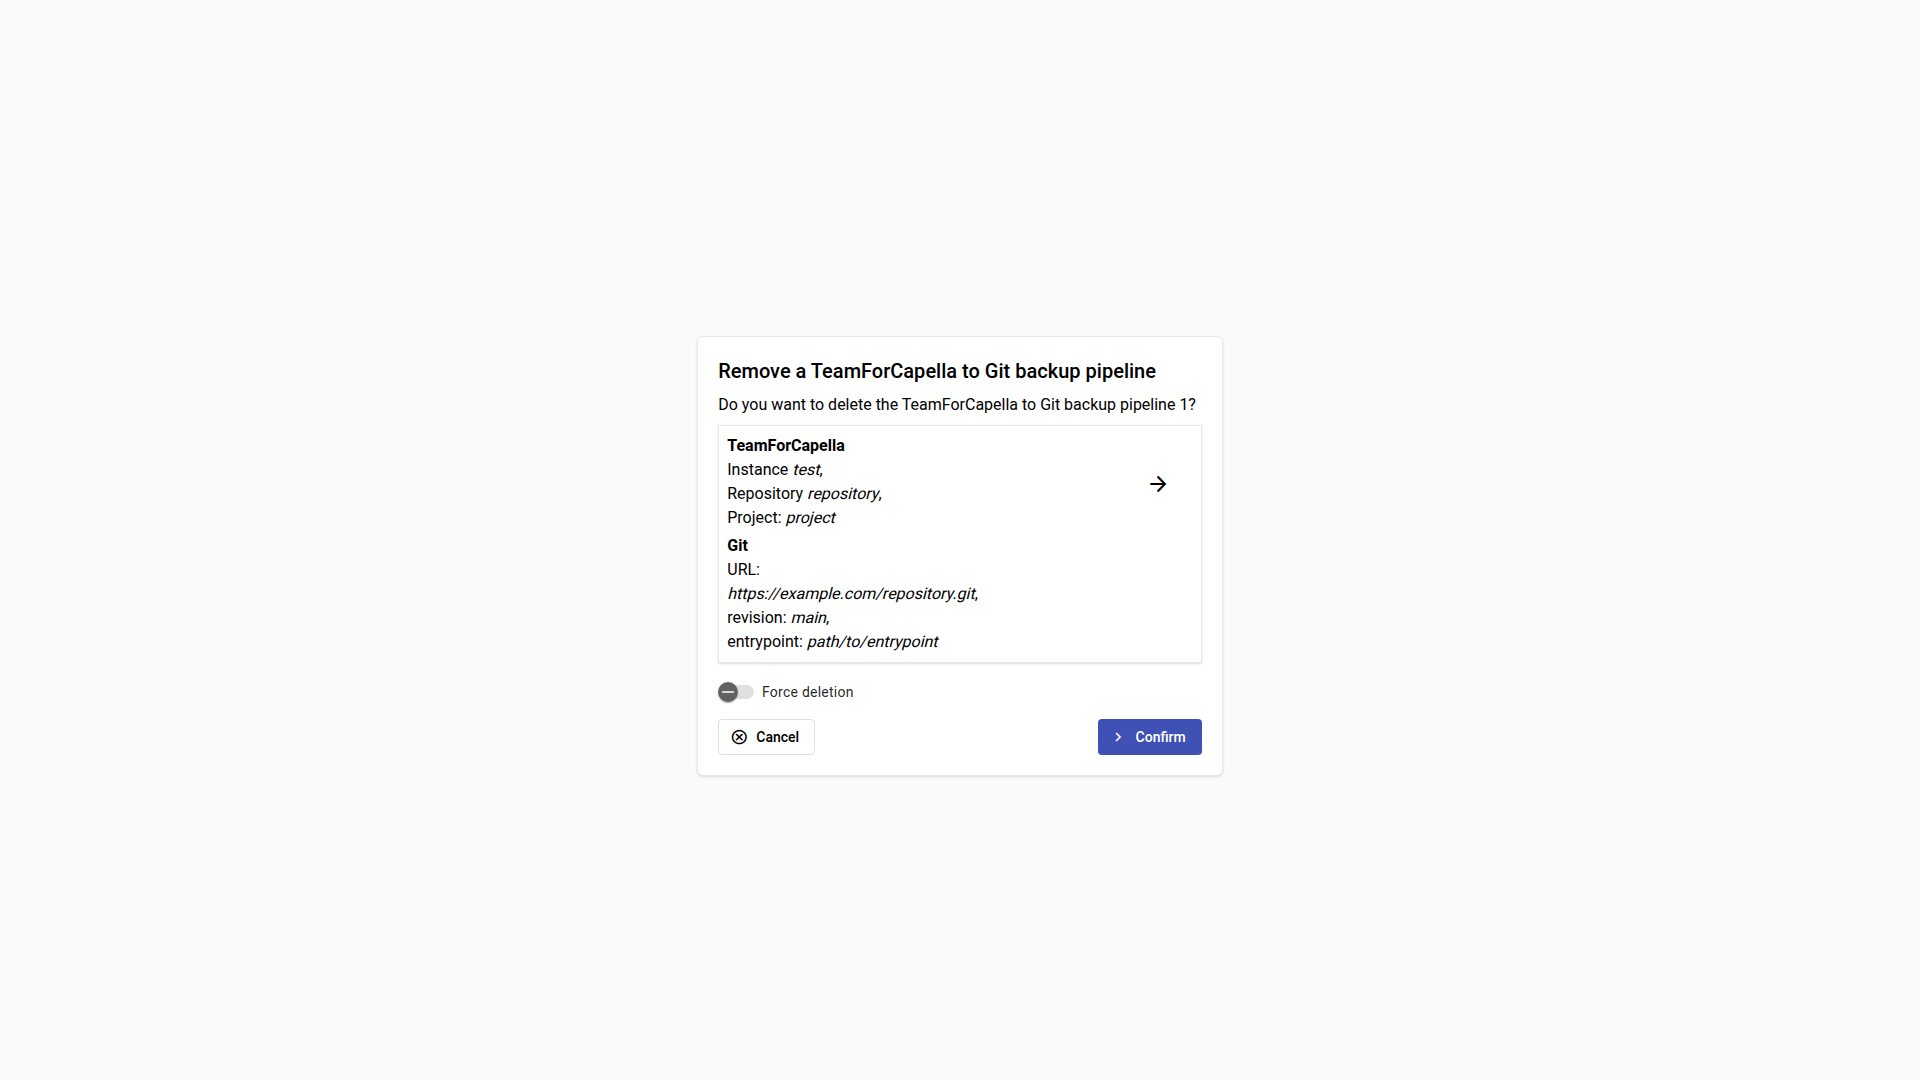 Remove a TeamForCapella to Git backup pipeline
Do you want to delete the TeamForCapella to Git backup pipeline 1?
TeamForCapella
Instance test,
Repository repository,
Project: project
Git
URL:
https://example.com/repository.git,
revision: main,
entrypoint: path/to/entrypoint
Force deletion
Cancel
Confirm